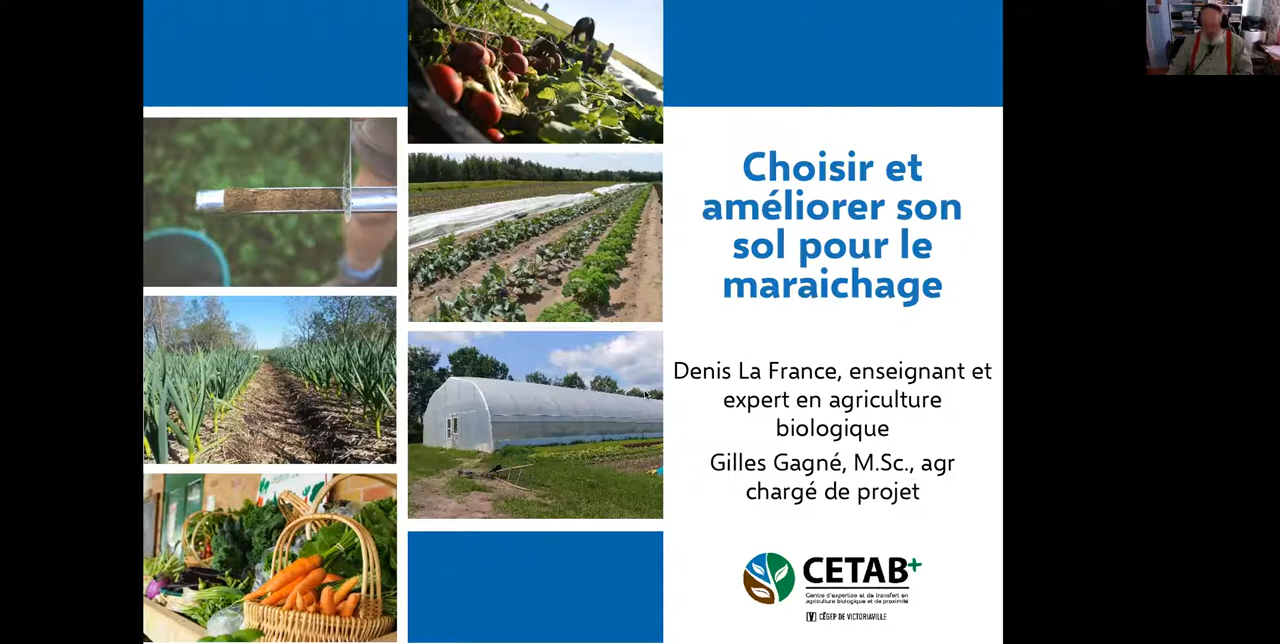 Choisir et
améliorer son
sol pour le
maraichage
Denis La France, enseignant et
expert en agriculture
biologique
Gilles Gagné, M.Sc., agr
chargé de projet
CETAB+
Centre d'expertise et de transfert en
agriculture biologique et de proximité
CÉGEP DE VICTORIAVILLE